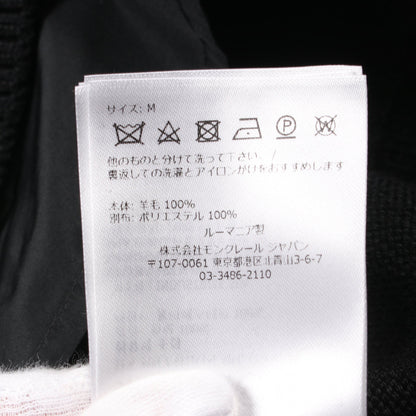 サイズ: M
他のものと分けて洗って下さい。/
裏返しての洗濯とアイロンがけをおすすめします
本体: 羊毛 100%
別布: ポリエステル 100%
ルーマニア製
株式会社モンクレール ジャパン
〒107-0061 東京都港区北青山3-6-7
03-3486-2110